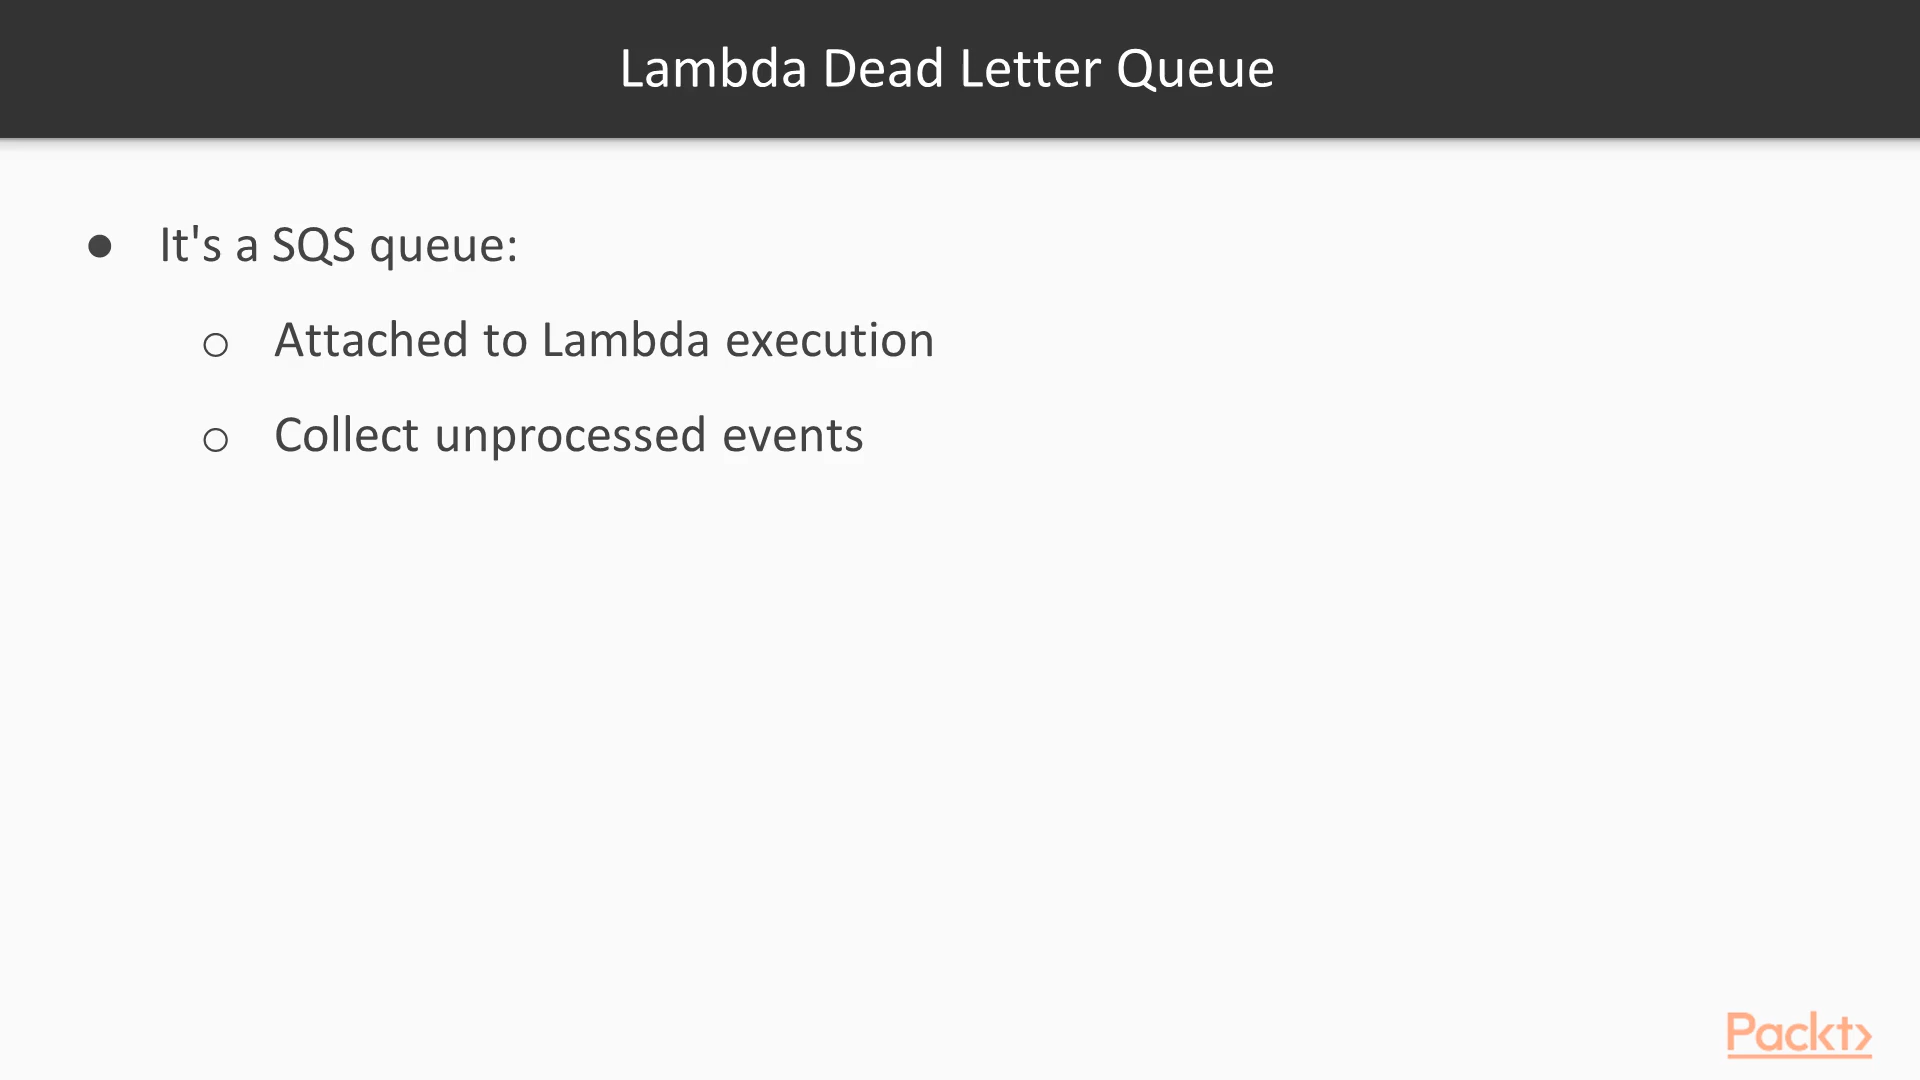 Lambda Dead Letter Queue
● It's a SQS queue:
○ Attached to Lambda execution
○ Collect unprocessed events
Packt>